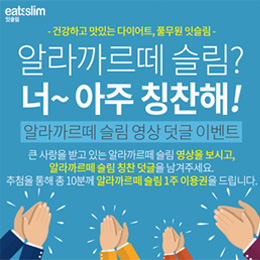 eatsslim
잇슬림
- 건강하고 맛있는 다이어트, 풀무원 잇슬림 -
알라까르떼 슬림?
너~ 아주 칭찬해!
알라까르떼 슬림 영상 덧글 이벤트
큰 사랑을 받고 있는 알라까르떼 슬림 영상을 보시고,
알라까르떼 슬림 칭찬 덧글을 남겨주세요.
추첨을 통해 총 10분께 알라까르떼 슬림 1주 이용권을 드립니다.